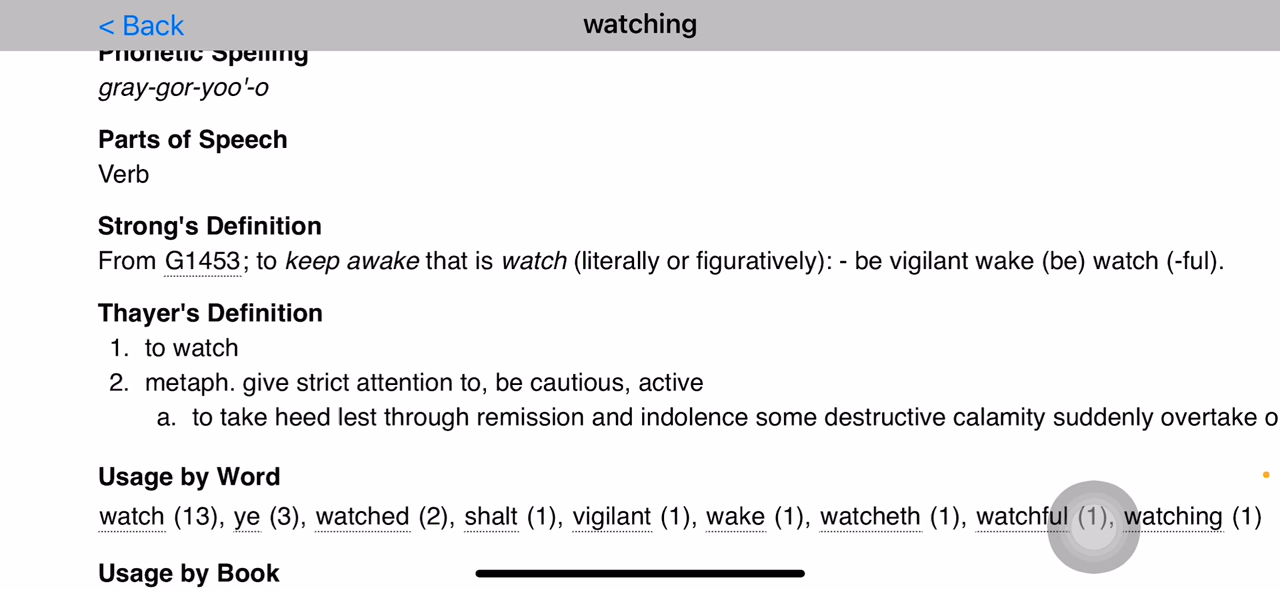 < Back
watching
Phonetic Spelling
gray-gor-yoo'-o
Parts of Speech
Verb
Strong's Definition
From G1453; to keep awake that is watch (literally or figuratively): - be vigilant wake (be) watch (-ful).
Thayer's Definition
1. to watch
2. metaph. give strict attention to, be cautious, active
a. to take heed lest through remission and indolence some destructive calamity suddenly overtake o
Usage by Word
watch (13), ye (3), watched (2), shalt (1), vigilant (1), wake (1), watcheth (1), watchful (1), watching (1)
Usage by Book